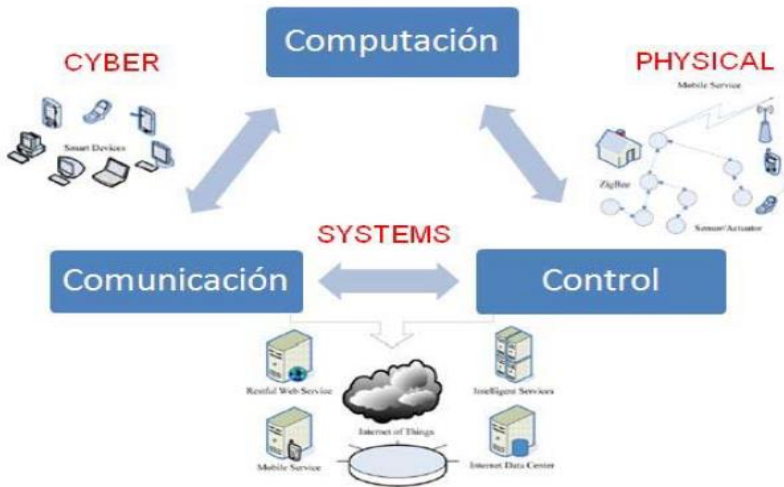 Computación
CYBER
PHYSICAL
Mobile Service
Smart Devices
ZigBee
Sensor/Actuator
SYSTEMS
Comunicación
Control
Restful Web Service
Intelligent Services
Internet of Things
Mobile Service
Internet Data Center